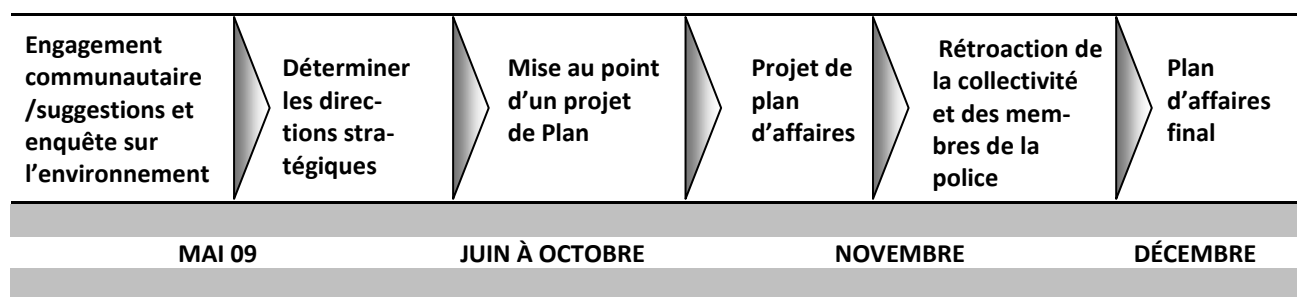 Engagement
communautaire
/suggestions et
enquête sur
l’environnement
Déterminer
les direc-
tions stra-
tégiques
Mise au point
d’un projet
de Plan
Projet de
plan
d’affaires
Rétroaction de
la collectivité
et des mem-
bres de la
police
Plan
d’affaires
final
MAI 09
JUIN À OCTOBRE
NOVEMBRE
DÉCEMBRE